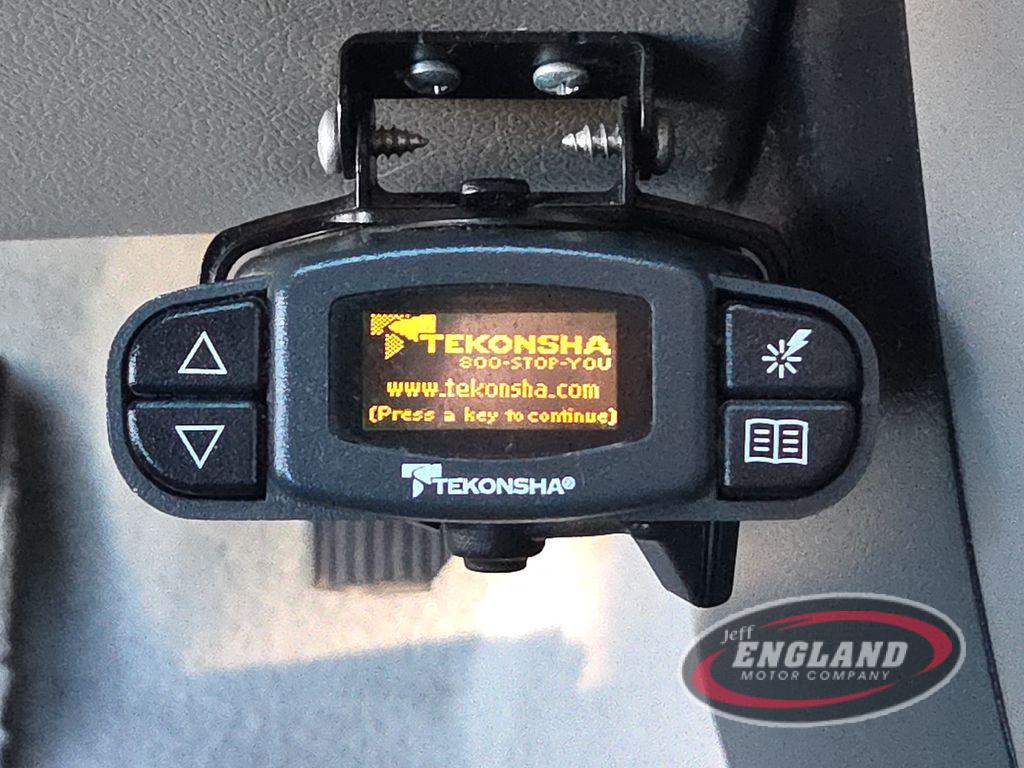 TEKONSHA
800-STOP-YOU
www.tekonsha.com
(Press a key to continue)
TEKONSHA®
Jeff
ENGLAND
MOTOR COMPANY